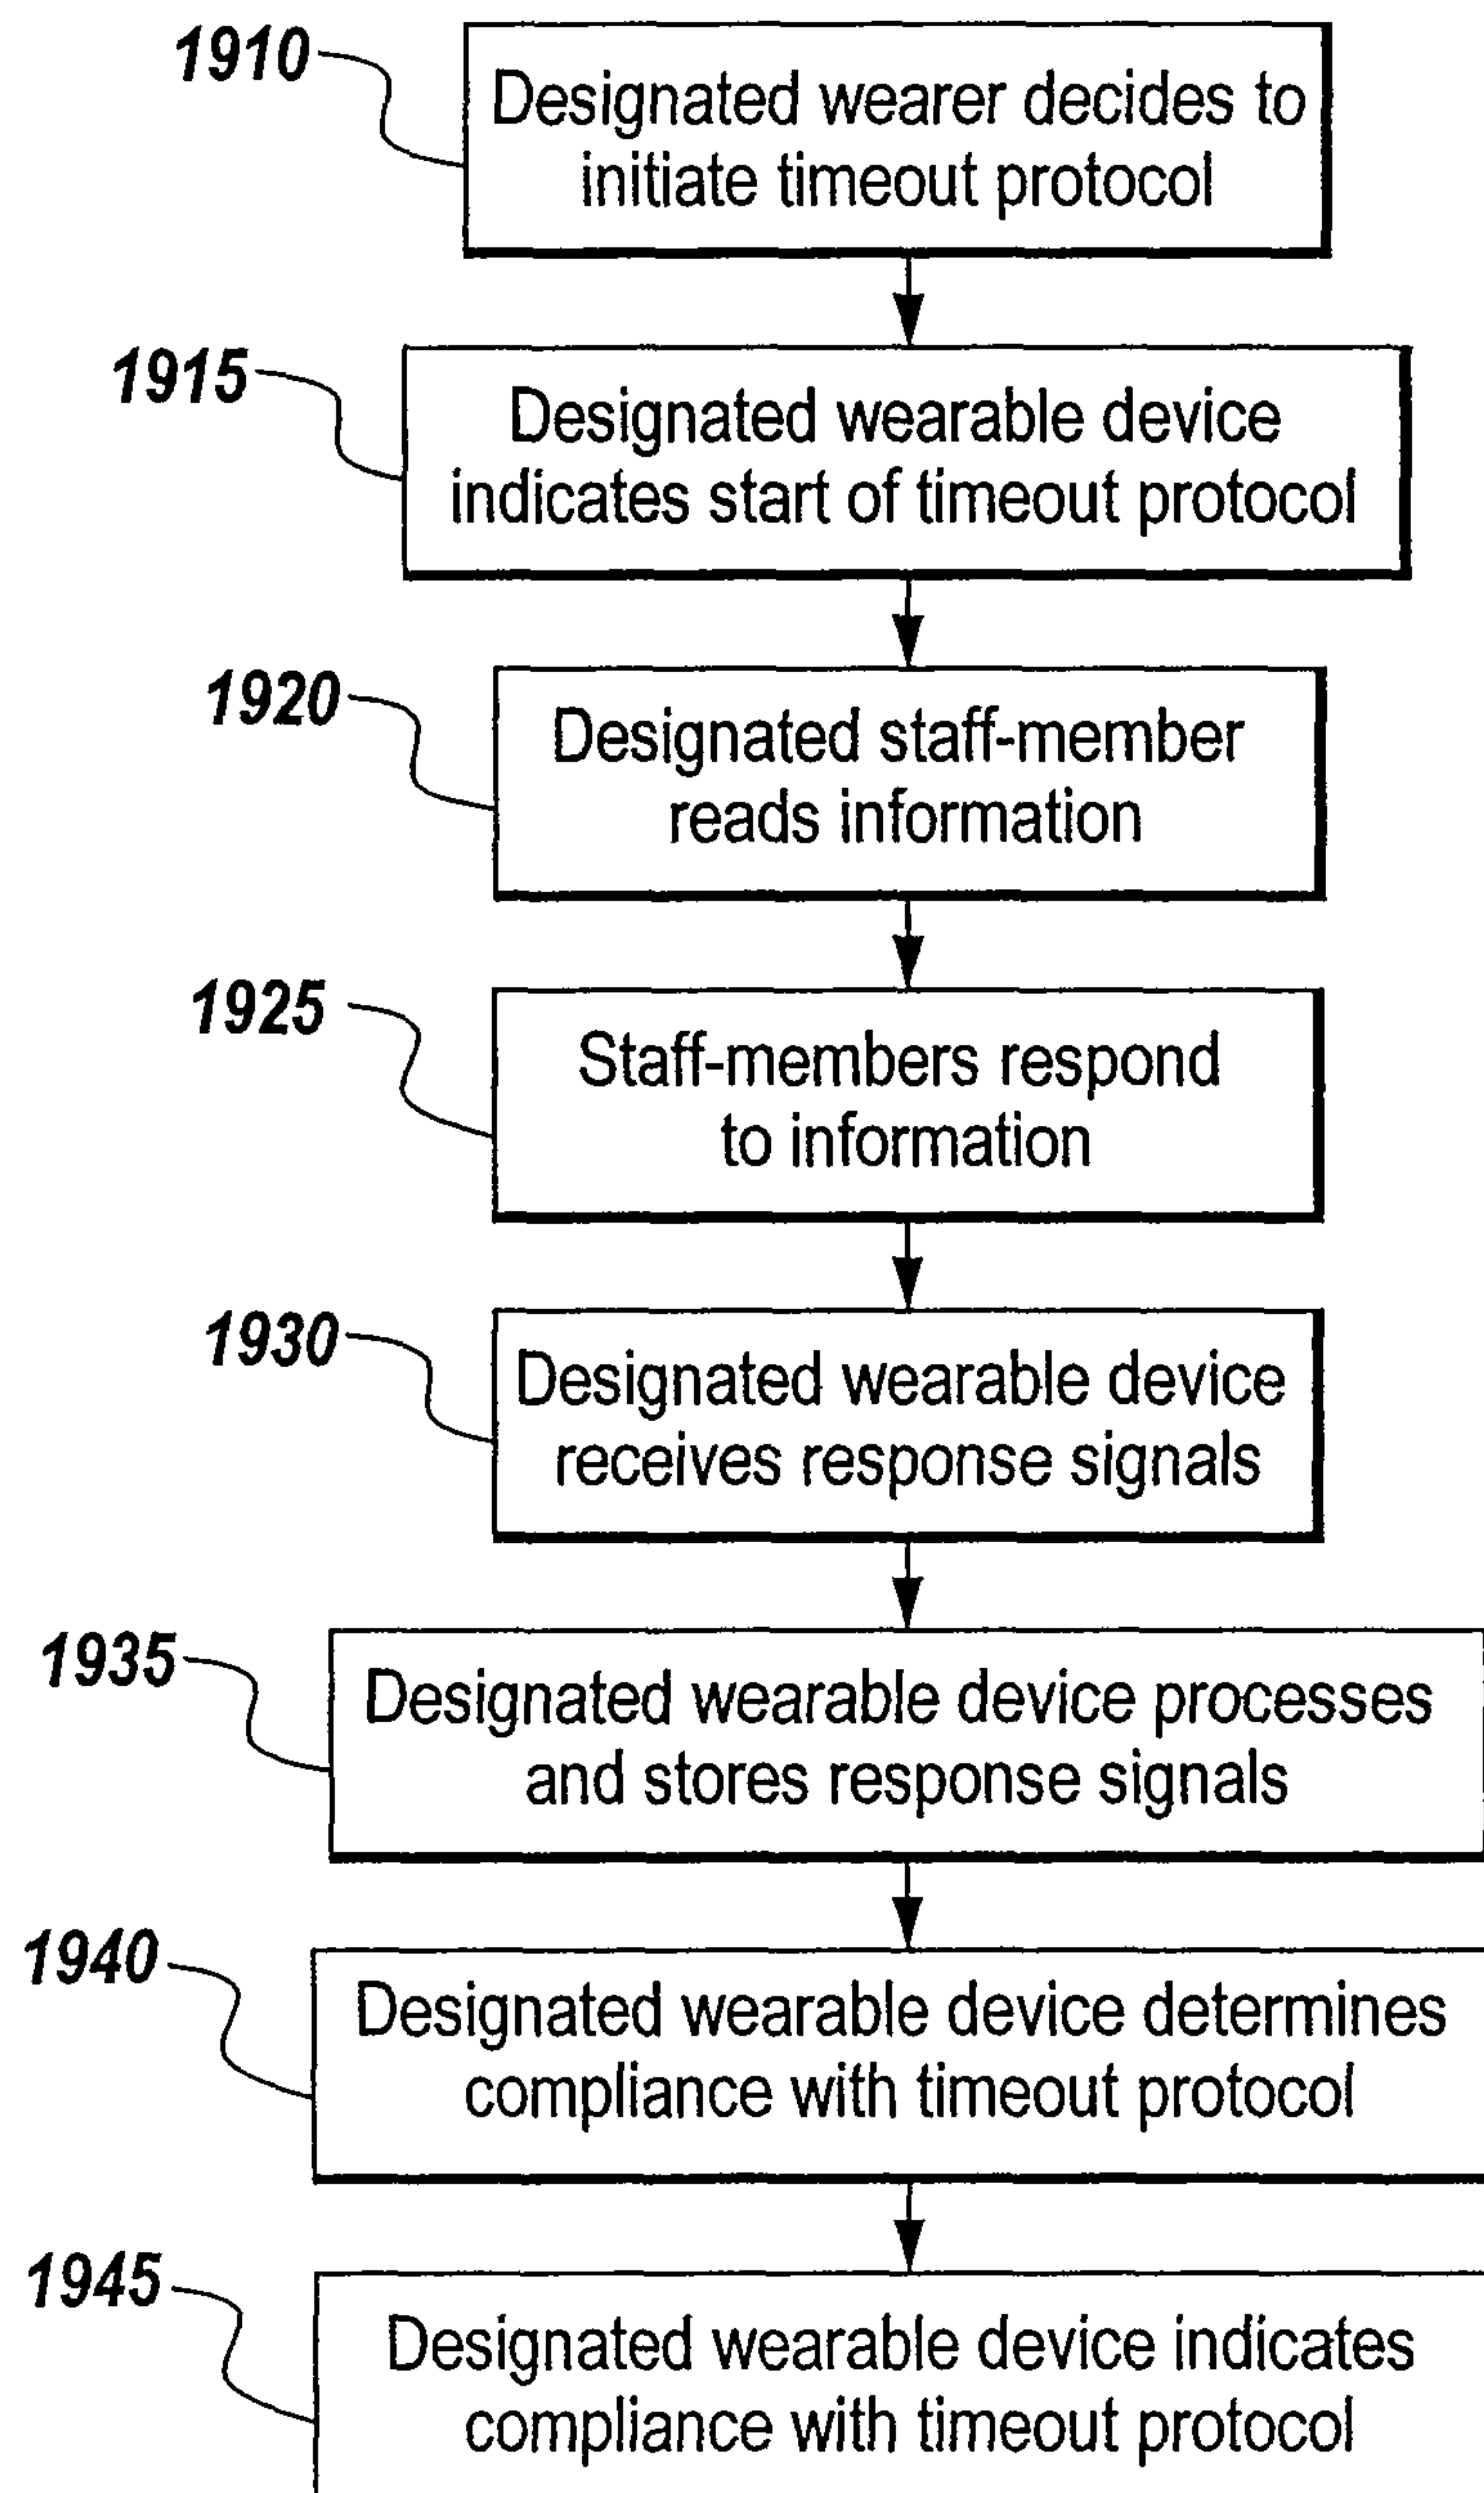 1910
Designated wearer decides to
initiate timeout protocol
1915
Designated wearable device
indicates start of timeout protocol
1920
Designated staff-member
reads information
1925
Staff-members respond
to information
1930
Designated wearable device
receives response signals
1935
Designated wearable device processes
and stores response signals
1940
Designated wearable device determines
compliance with timeout protocol
1945
Designated wearable device indicates
compliance with timeout protocol